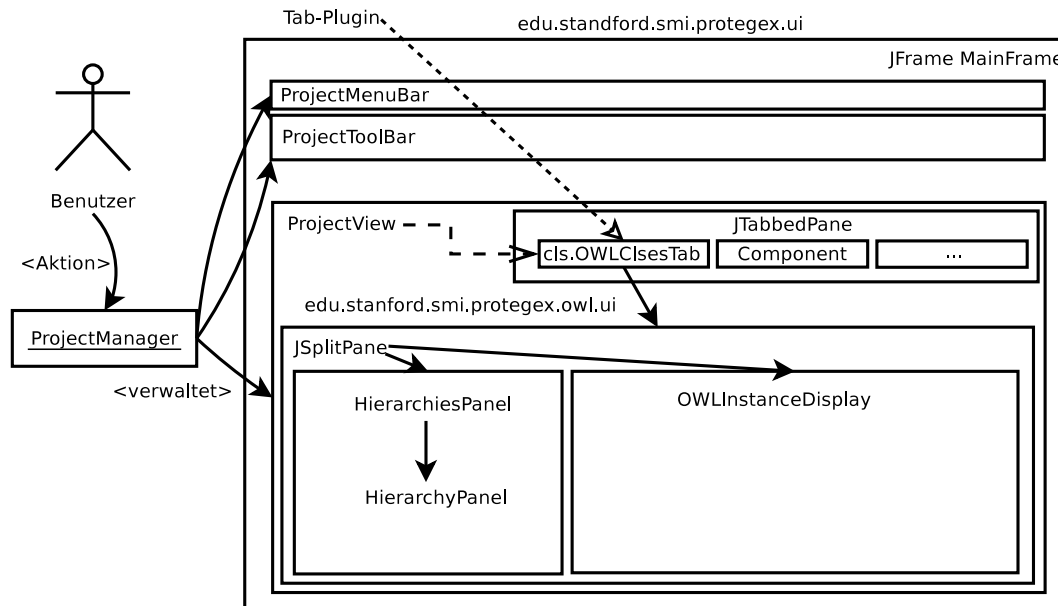 Tab-Plugin
edu.standford.smi.protegex.ui
JFrame MainFrame
ProjectMenuBar
ProjectToolBar
Benutzer
<Aktion>
ProjectManager
<verwaltet>
ProjectView
JTabbedPane
cls.OWLClsesTab
Component
...
edu.stanford.smi.protegex.owl.ui
JSplitPane
HierarchiesPanel
OWLInstanceDisplay
HierarchyPanel